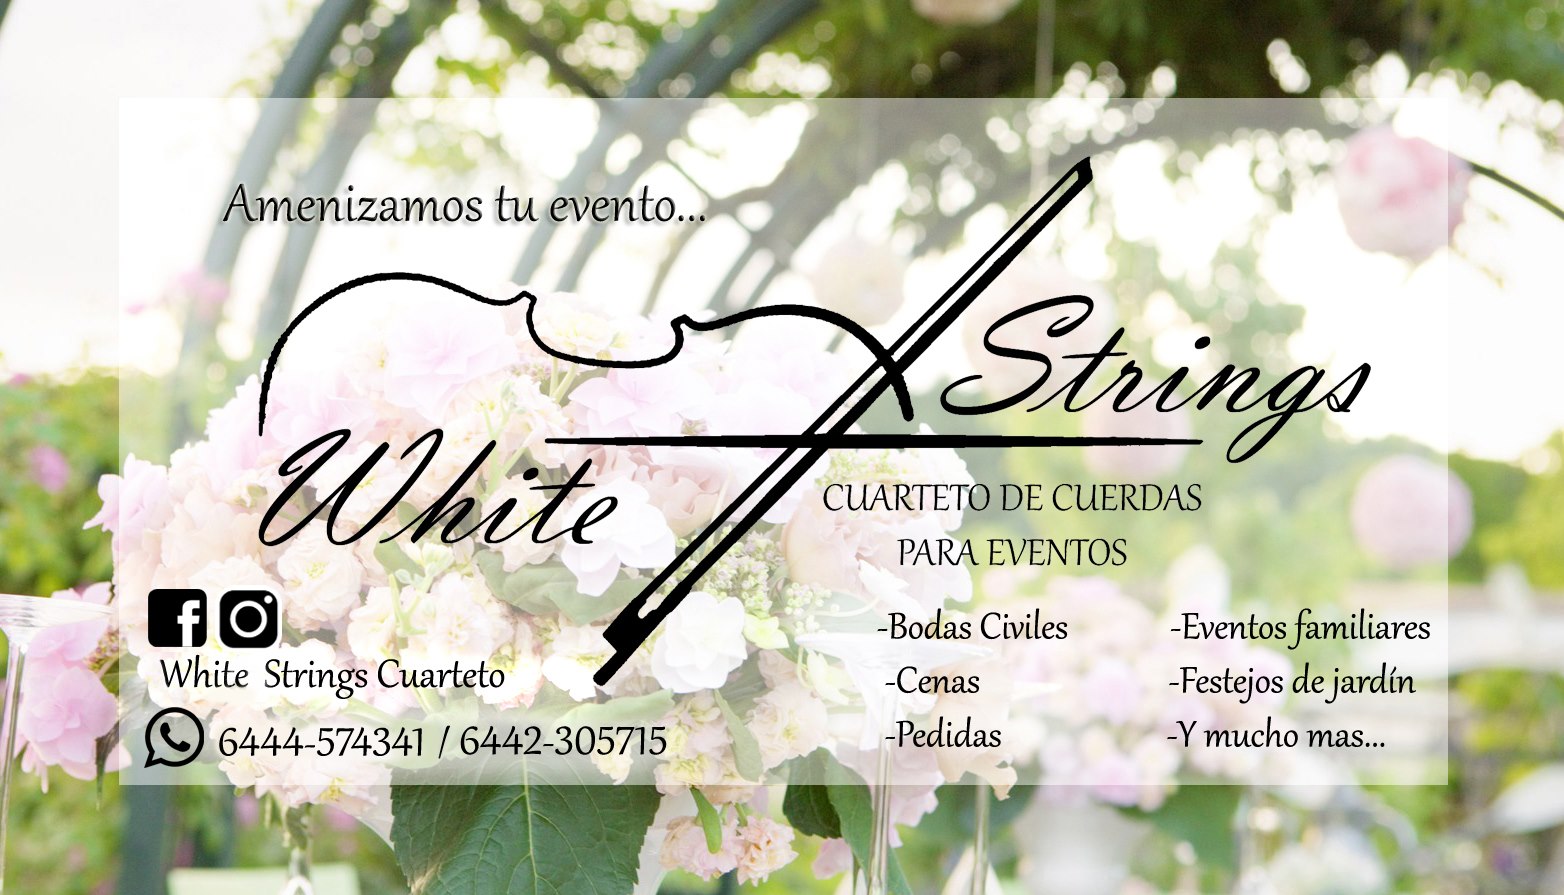 Amenizamos tu evento...
White Strings
CUARTETO DE CUERDAS
PARA EVENTOS
-Bodas Civiles
-Cenas
-Pedidas
-Eventos familiares
-Festejos de jardín
-Y mucho mas...
White Strings Cuarteto
6444-574341 / 6442-305715